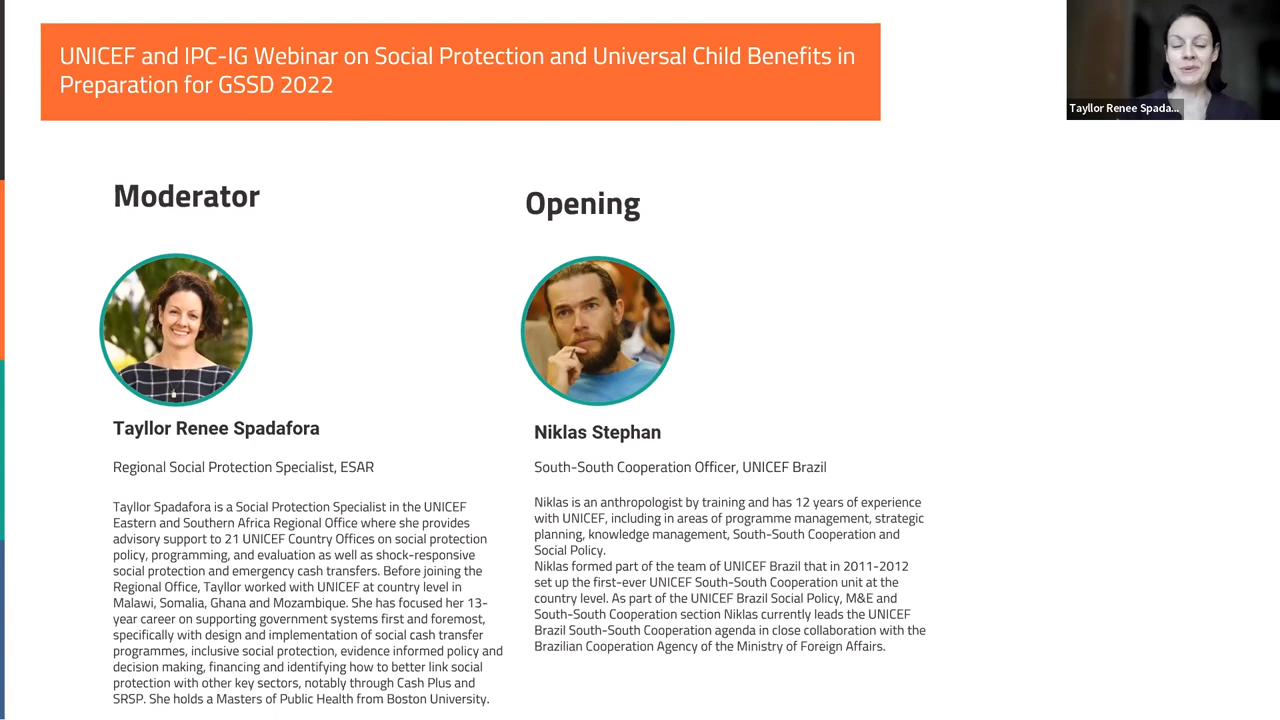 UNICEF and IPC-IG Webinar on Social Protection and Universal Child Benefits in
Preparation for GSSD 2022
Tayllor Renee Spada...
Moderator
Tayllor Renee Spadafora
Regional Social Protection Specialist, ESAR
Tayllor Spadafora is a Social Protection Specialist in the UNICEF
Eastern and Southern Africa Regional Office where she provides
advisory support to 21 UNICEF Country Offices on social protection
policy, programming, and evaluation as well as shock-responsive
social protection and emergency cash transfers. Before joining the
Regional Office, Tayllor worked with UNICEF at country level in
Malawi, Somalia, Ghana and Mozambique. She has focused her 13-
year career on supporting government systems first and foremost,
specifically with design and implementation of social cash transfer
programmes, inclusive social protection, evidence informed policy and
decision making, financing and identifying how to better link social
protection with other key sectors, notably through Cash Plus and
SRSP. She holds a Masters of Public Health from Boston University.
Opening
Niklas Stephan
South-South Cooperation Officer, UNICEF Brazil
Niklas is an anthropologist by training and has 12 years of experience
with UNICEF, including in areas of programme management, strategic
planning, knowledge management, South-South Cooperation and
Social Policy.
Niklas formed part of the team of UNICEF Brazil that in 2011-2012
set up the first-ever UNICEF South-South Cooperation unit at the
country level. As part of the UNICEF Brazil Social Policy, M&E and
South-South Cooperation section Niklas currently leads the UNICEF
Brazil South-South Cooperation agenda in close collaboration with the
Brazilian Cooperation Agency of the Ministry of Foreign Affairs.